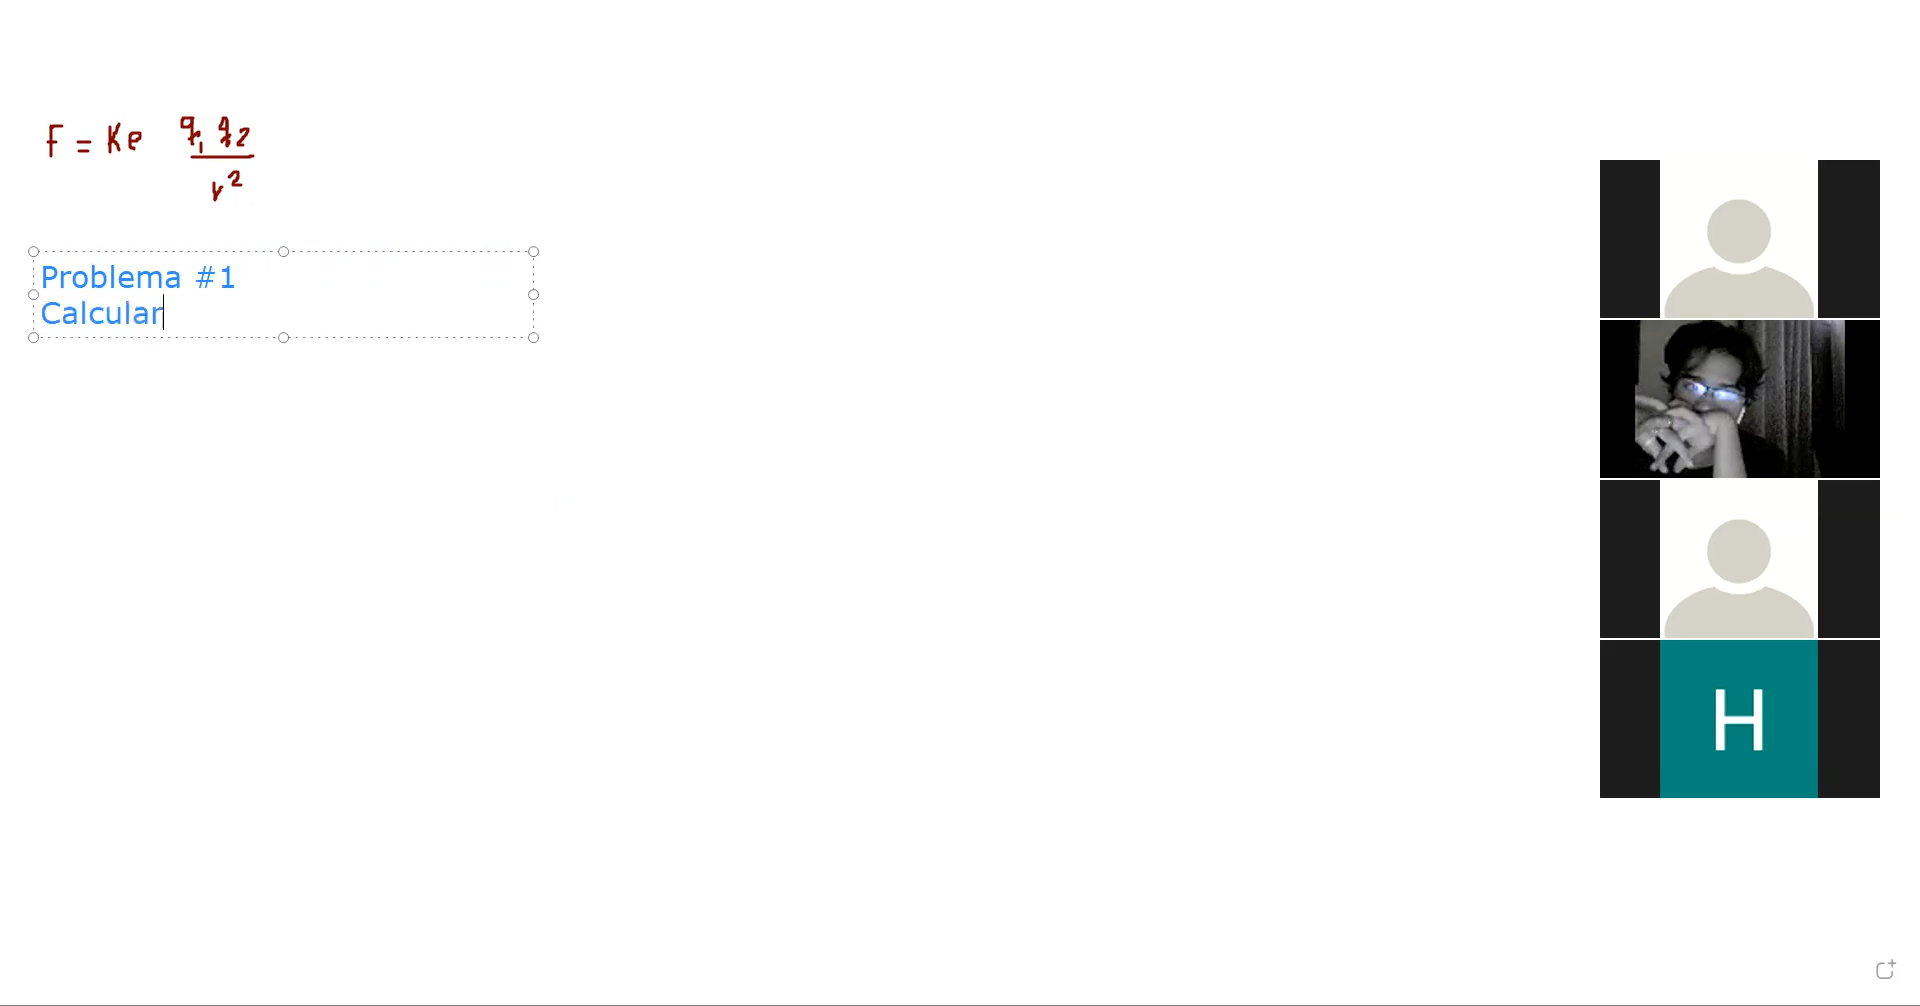 F = Ke q₁ q₂
r²
Problema #1
Calcular
H